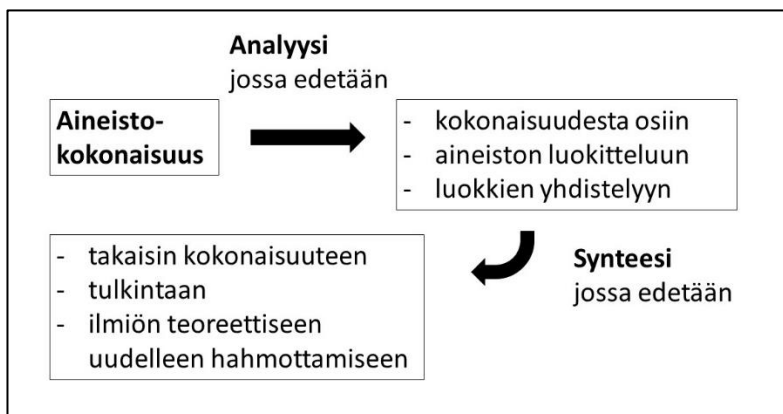 Analyysi
jossa edetään
Aineisto-
kokonaisuus
- kokonaisuudesta osiin
- aineiston luokitteluun
- luokkien yhdistelyyn
Synteesi
jossa edetään
- takaisin kokonaisuuteen
- tulkintaan
- ilmiön teoreettiseen
uudelleen hahmottamiseen